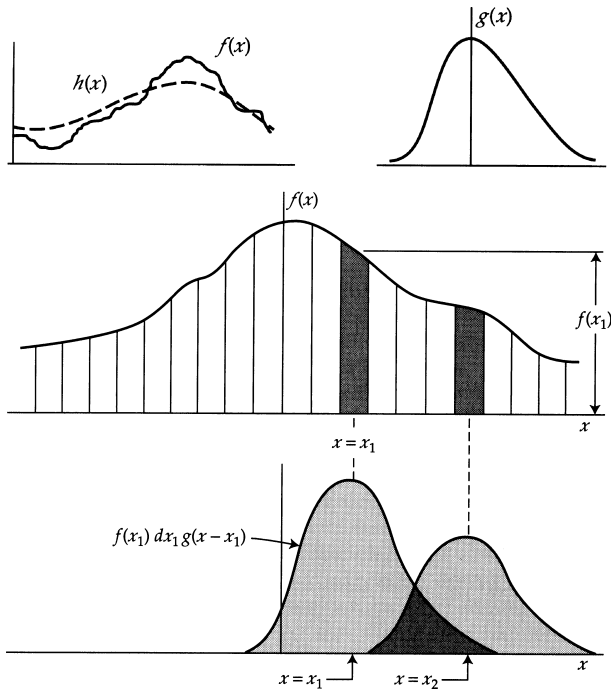 f(x)
h(x)
g(x)
f(x)
f(x₁)
x
x = x₁
f(x₁) dx₁ g(x − x₁)
x = x₁
x = x₂
x